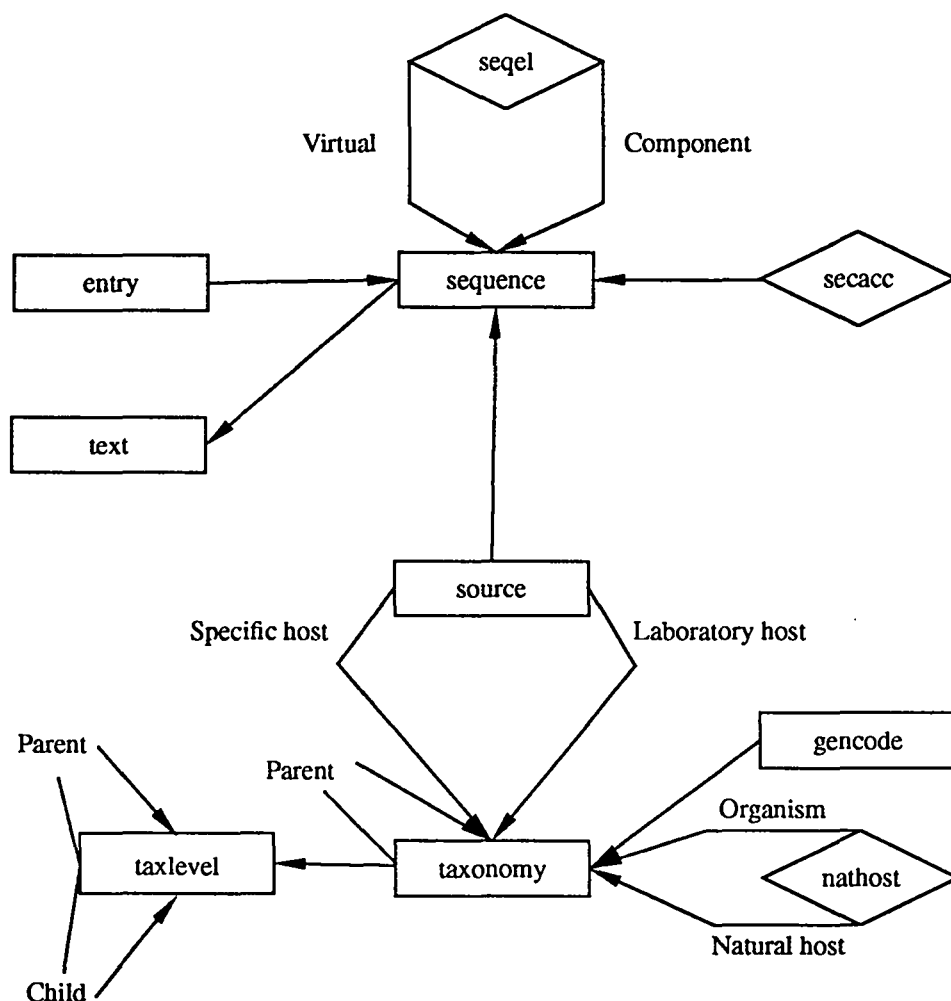 seqel
Virtual
Component
entry
sequence
secacc
text
source
Specific host
Laboratory host
gencode
Parent
Parent
Organism
taxlevel
taxonomy
nathost
Natural host
Child